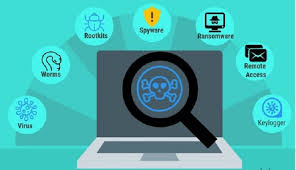 Virus
Worms
Rootkits
Spyware
Ransomware
Remote
Access
Keylogger